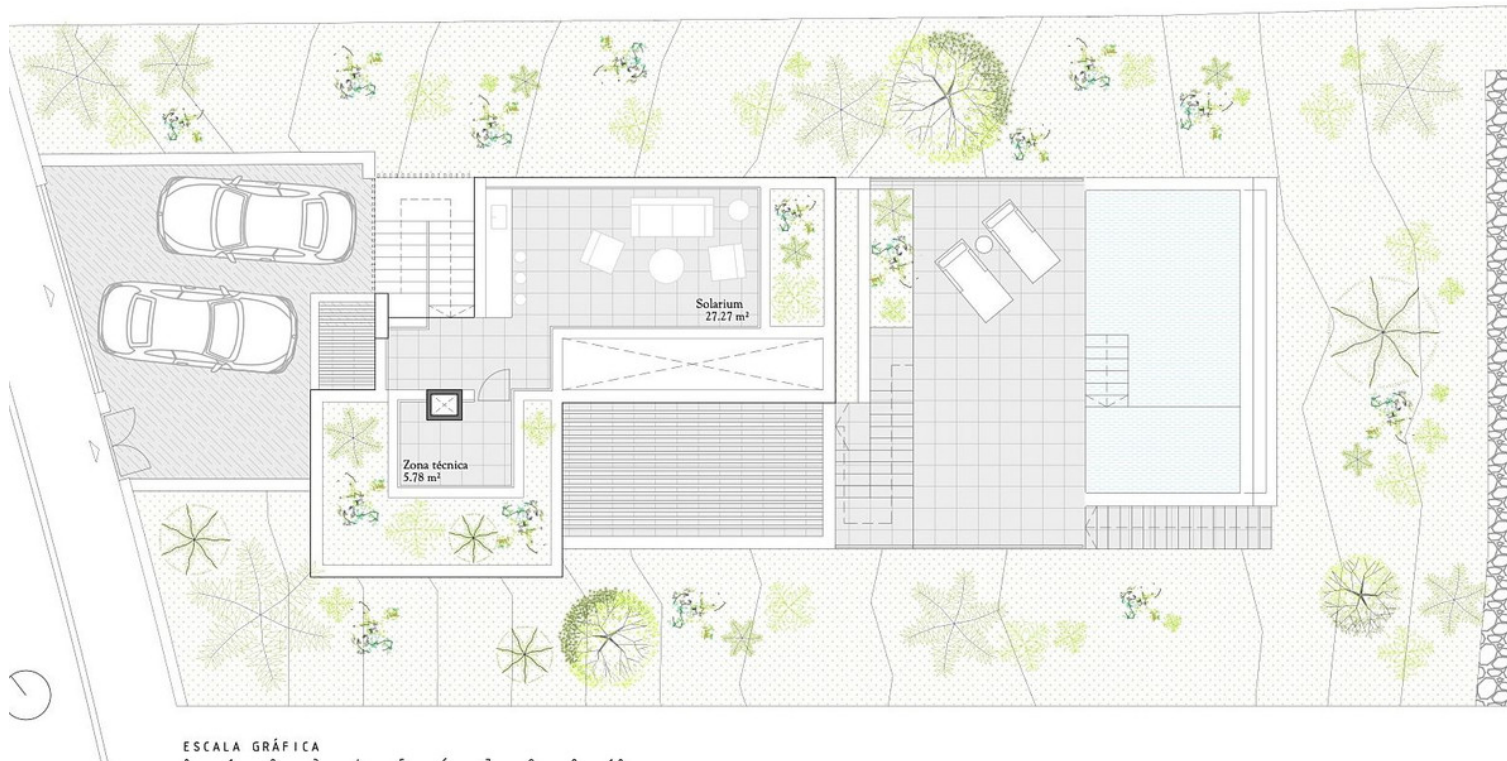 Solarium
27.27 m²
Zona técnica
5.78 m²
ESCALA GRÁFICA